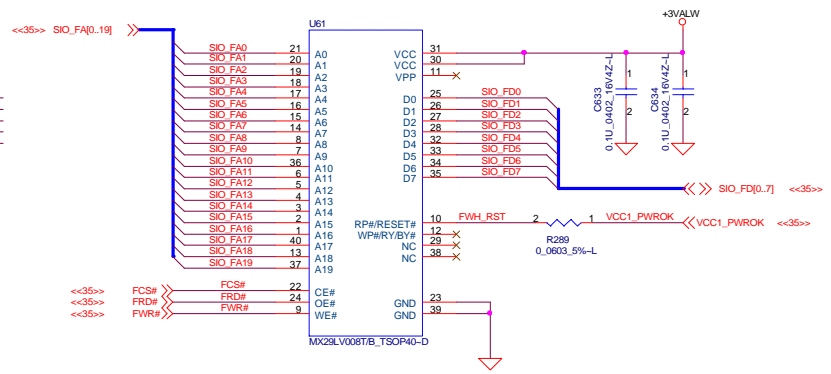 +3VALW
U61
<<35>> SIO_FA[0..19]
SIO_FA0 21 A0 VCC 31
SIO_FA1 20 A1 VCC 30
SIO_FA2 19 A2 VPP 11
SIO_FA3 18 A3
SIO_FA4 17 A4 D0 25 SIO_FD0
SIO_FA5 16 A5 D1 26 SIO_FD1
SIO_FA6 15 A6 D2 27 SIO_FD2
SIO_FA7 14 A7 D3 28 SIO_FD3
SIO_FA8 8 A8 D4 32 SIO_FD4
SIO_FA9 7 A9 D5 33 SIO_FD5
SIO_FA10 36 A10 D6 34 SIO_FD6
SIO_FA11 6 A11 D7 35 SIO_FD7
SIO_FA12 5 A12
SIO_FA13 4 A13
SIO_FA14 3 A14
SIO_FA15 2 A15 RP#/RESET# 10 FWH_RST 2 1 VCC1_PWROK VCC1_PWROK <<35>>
SIO_FA16 1 A16 WP#/RY/BY# 12
SIO_FA17 40 A17 NC 29
SIO_FA18 13 A18 NC 38
SIO_FA19 37 A19
R289
0_0603_5%~L
C633
0.1U_0402_16V4Z~L
1
2
C634
0.1U_0402_16V4Z~L
1
2
SIO_FD[0..7] <<35>>
<<35>> FCS# FCS# 22 CE# GND 23
<<35>> FRD# FRD# 24 OE# GND 39
<<35>> FWR# FWR# 9 WE#
MX29LV008T/B_TSOP40~D